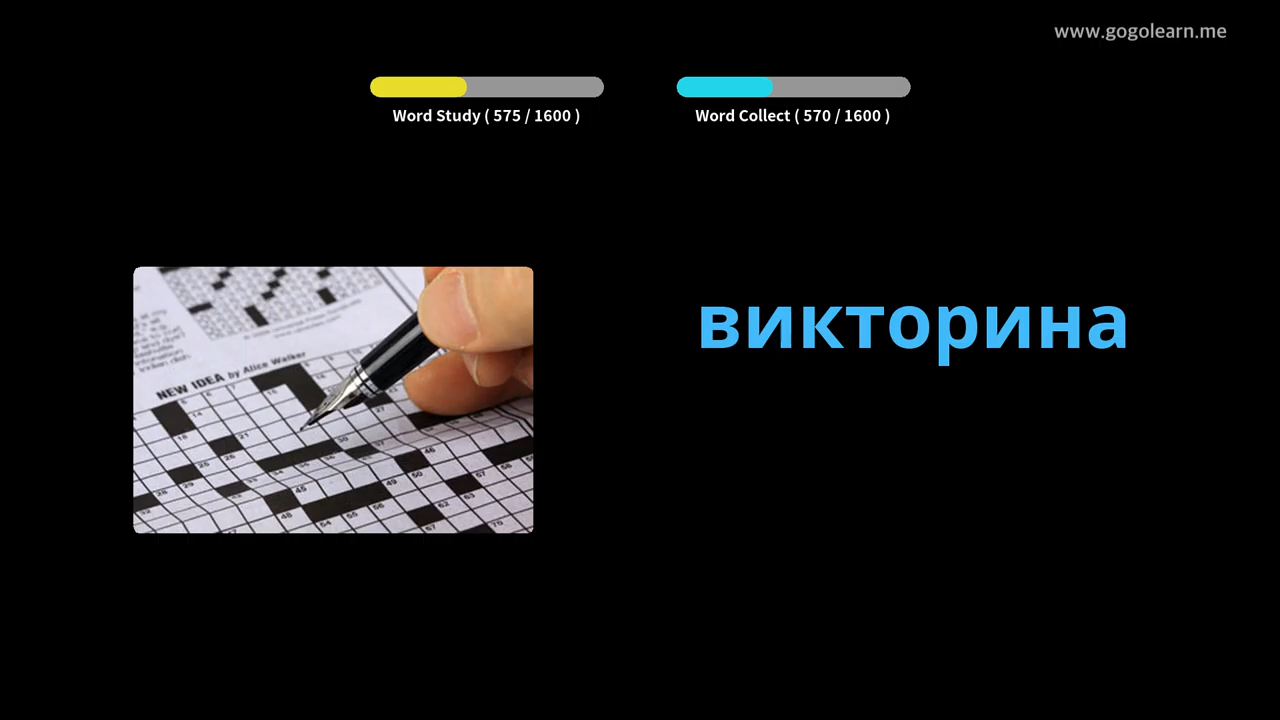 www.gogolearn.me
Word Study ( 575 / 1600 )
Word Collect ( 570 / 1600 )
NEW IDEA by Alice Walker
викторина